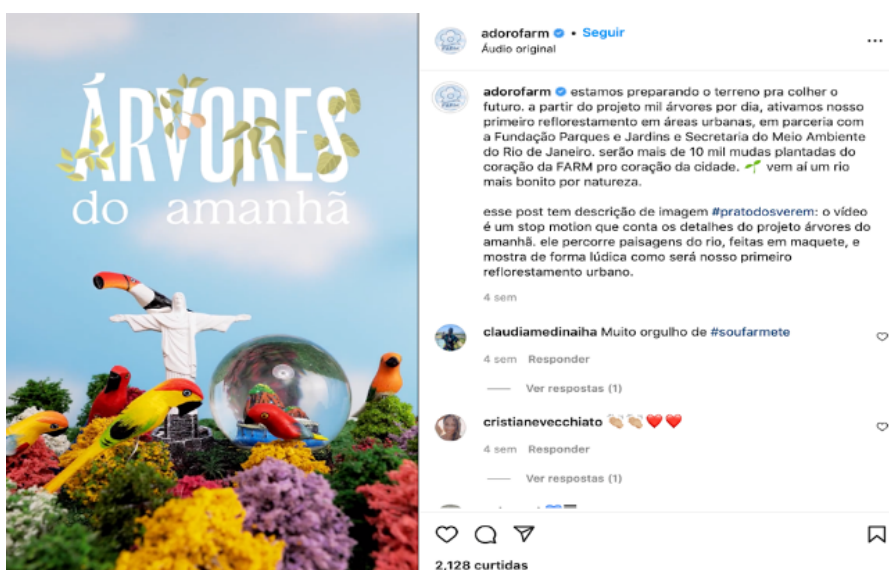 ÁRVORES
do amanhã
adorofarm • Seguir
Áudio original
adorofarm estamos preparando o terreno pra colher o
futuro. a partir do projeto mil árvores por dia, ativamos nosso
primeiro reflorestamento em áreas urbanas, em parceria com
a Fundação Parques e Jardins e Secretaria do Meio Ambiente
do Rio de Janeiro. serão mais de 10 mil mudas plantadas do
coração da FARM pro coração da cidade. 🌱 vem aí um rio
mais bonito por natureza.
esse post tem descrição de imagem #pratodosverem: o vídeo
é um stop motion que conta os detalhes do projeto árvores do
amanhã. ele percorre paisagens do rio, feitas em maquete, e
mostra de forma lúdica como será nosso primeiro
reflorestamento urbano.
4 sem
claudiamedinaiha Muito orgulho de #soufarmete
4 sem Responder
Ver respostas (1)
cristianevecchiato 👏🏼👏🏼❤️❤️
4 sem Responder
Ver respostas (1)
2,128 curtidas